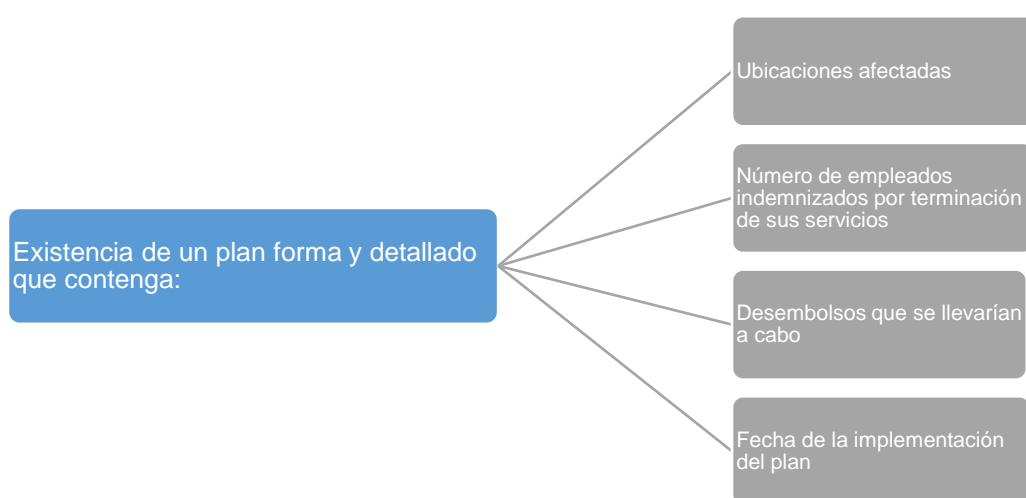 Ubicaciones afectadas
Número de empleados
indemnizados por terminación
de sus servicios
Existencia de un plan forma y detallado
que contenga:
Desembolsos que se llevarían
a cabo
Fecha de la implementación
del plan